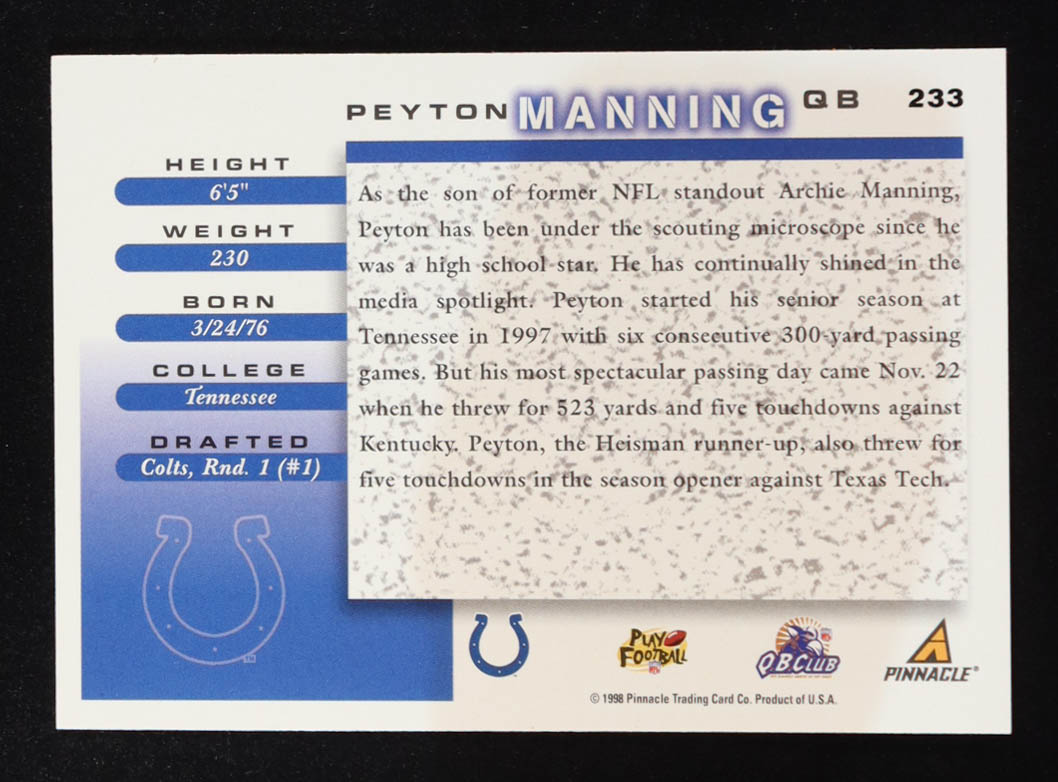 PEYTON MANNING QB 233
HEIGHT
6'5"
WEIGHT
230
BORN
3/24/76
COLLEGE
Tennessee
DRAFTED
Colts, Rnd. 1 (#1)
As the son of former NFL standout Archie Manning,
Peyton has been under the scouting microscope since he
was a high school star. He has continually shined in the
media spotlight. Peyton started his senior season at
Tennessee in 1997 with six consecutive 300-yard passing
games. But his most spectacular passing day came Nov. 22
when he threw for 523 yards and five touchdowns against
Kentucky. Peyton, the Heisman runner-up, also threw for
five touchdowns in the season opener against Texas Tech.
PLAY
FOOTBALL
QB CLUB
PINNACLE®
© 1998 Pinnacle Trading Card Co. Product of U.S.A.